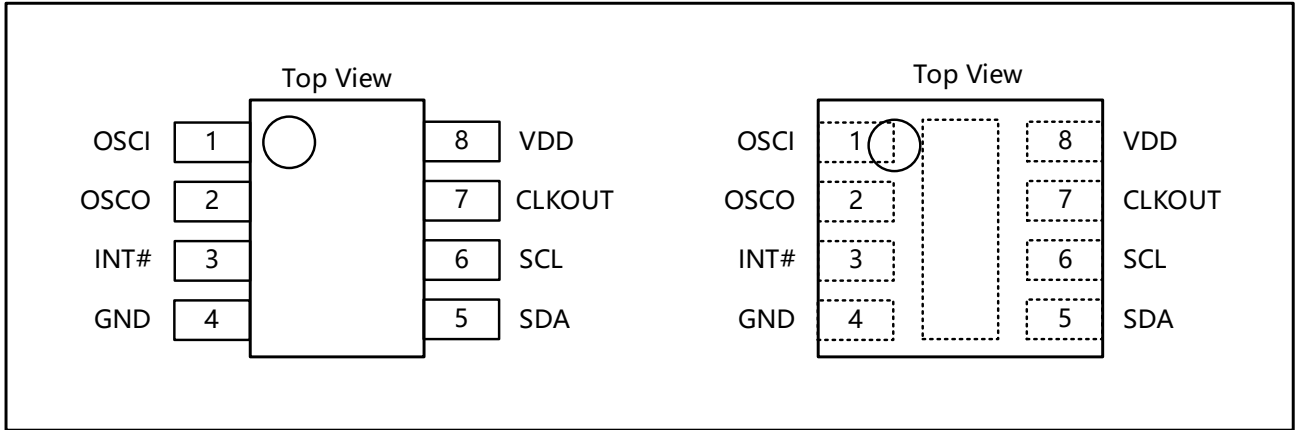 Top View
OSCI 1 8 VDD
OSCO 2 7 CLKOUT
INT# 3 6 SCL
GND 4 5 SDA
Top View
OSCI 1 8 VDD
OSCO 2 7 CLKOUT
INT# 3 6 SCL
GND 4 5 SDA